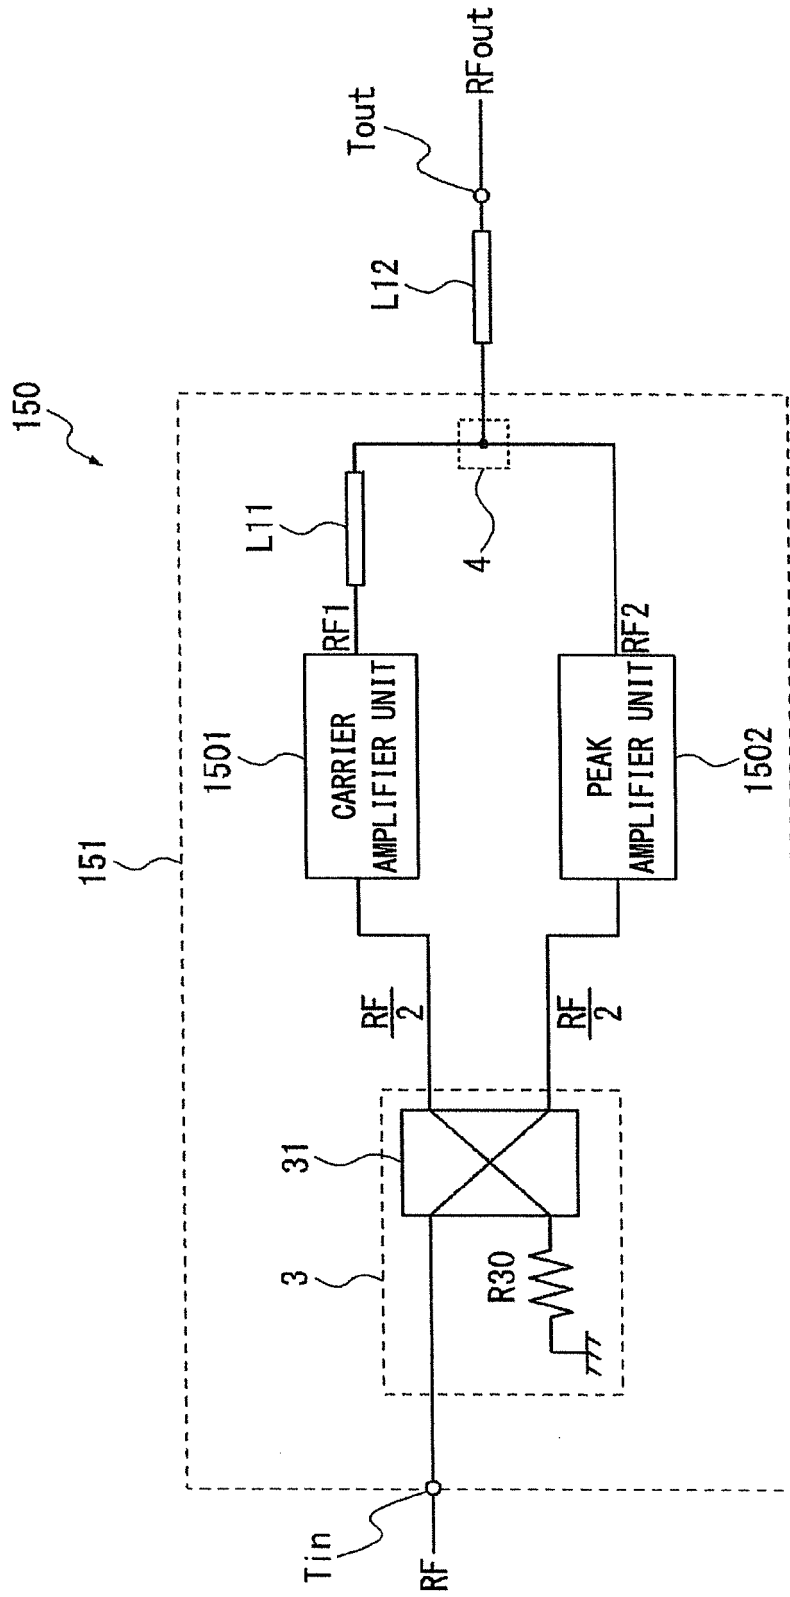 150
151
1501
CARRIER
AMPLIFIER UNIT
RF1
L11
L12
Tout
RFout
4
Tin
RF
3
31
R30
RF
2
RF
2
PEAK
AMPLIFIER UNIT
RF2
1502